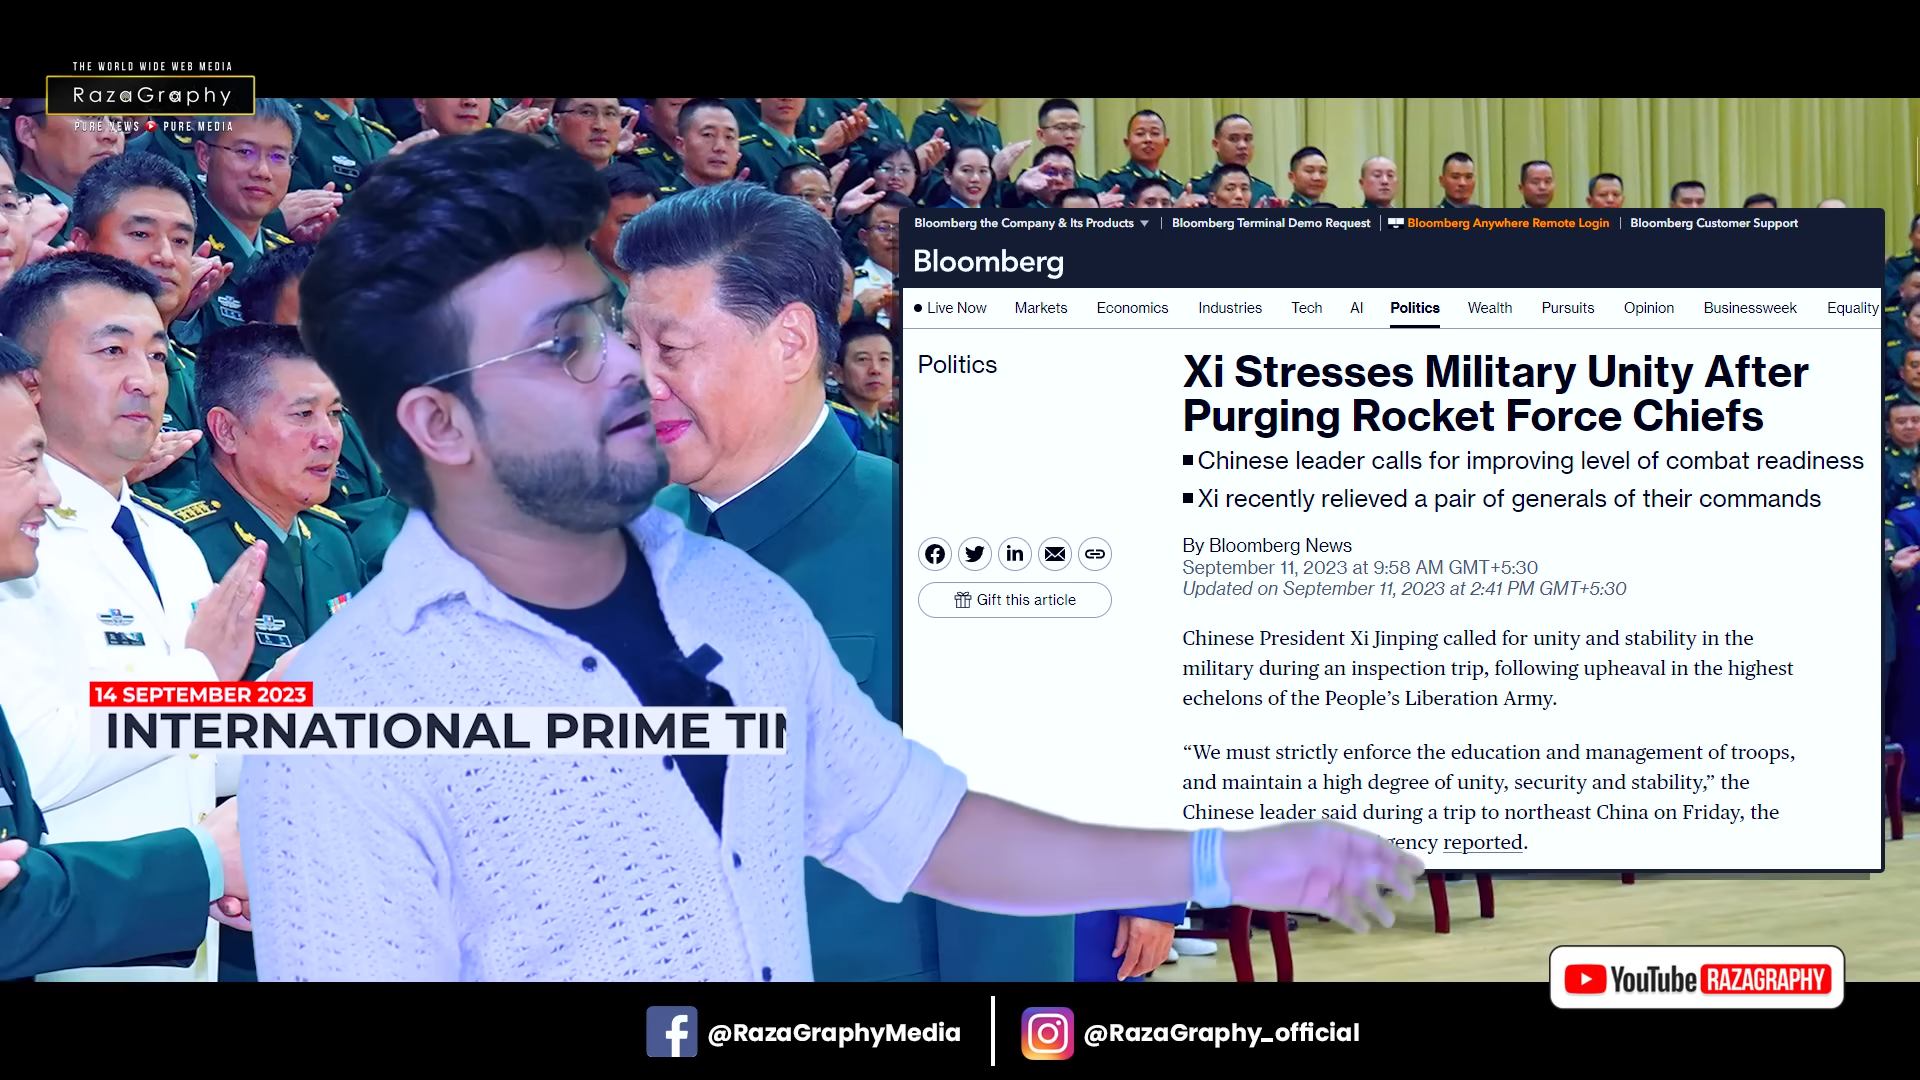 THE WORLD WIDE WEB MEDIA
RazaGraphy
PURE NEWS PURE MEDIA
Bloomberg the Company & Its Products
Bloomberg Terminal Demo Request
Bloomberg Anywhere Remote Login
Bloomberg Customer Support
Bloomberg
Live Now Markets Economics Industries Tech AI Politics Wealth Pursuits Opinion Businessweek Equality
Politics
Xi Stresses Military Unity After
Purging Rocket Force Chiefs
Chinese leader calls for improving level of combat readiness
Xi recently relieved a pair of generals of their commands
By Bloomberg News
September 11, 2023 at 9:58 AM GMT+5:30
Updated on September 11, 2023 at 2:41 PM GMT+5:30
Gift this article
Chinese President Xi Jinping called for unity and stability in the
military during an inspection trip, following upheaval in the highest
echelons of the People’s Liberation Army.
“We must strictly enforce the education and management of troops,
and maintain a high degree of unity, security and stability,” the
Chinese leader said during a trip to northeast China on Friday, the
reported.
14 SEPTEMBER 2023
INTERNATIONAL PRIME
YouTube RAZAGRAPHY
@RazaGraphyMedia
@RazaGraphy_official